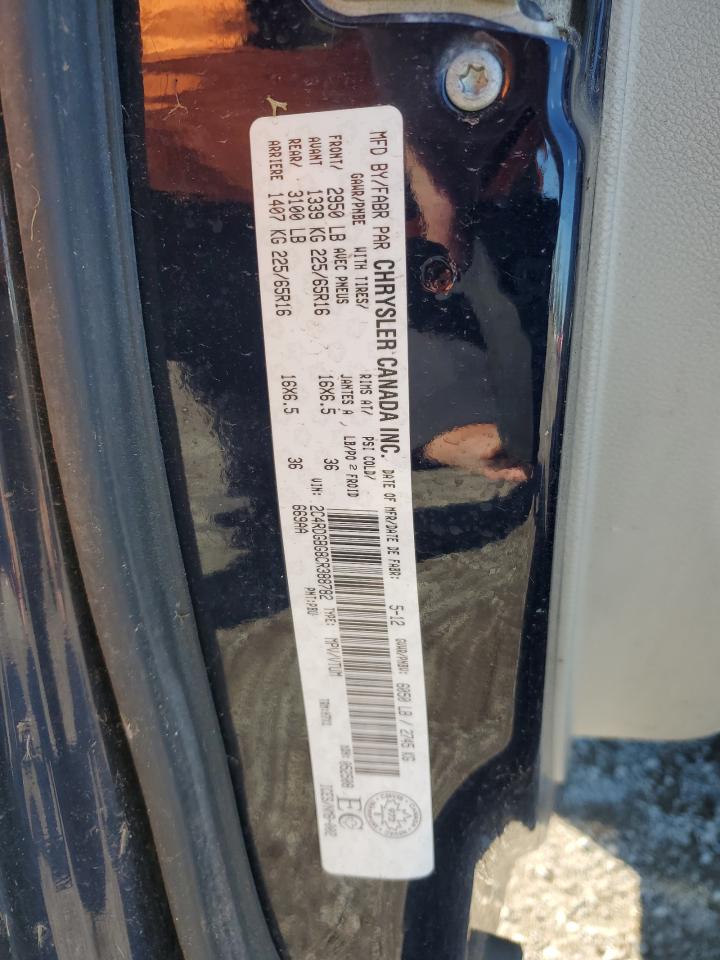 MFD BY/FABR PAR CHRYSLER CANADA INC. DATE OF MFR/DATE DE FABR: 5-12 GVWR/PNBV: 6050 LB / 2745 KG
GAWR/PNBE WITH TIRES/ RIMS AT/ PSI COLD/
AVEC PNEUS JANTES A , LB/PO 2 FROID
FRONT/ 2950 LB
AVANT 1339 KG 225/65R16 16X6.5 36
REAR/ 3100 LB
ARRIERE 1407 KG 225/65R16 16X6.5 36
VIN: 2C4RDGBG8CR388782 TYPE: MPV/VTUM
669AA PNT:PBV
EC